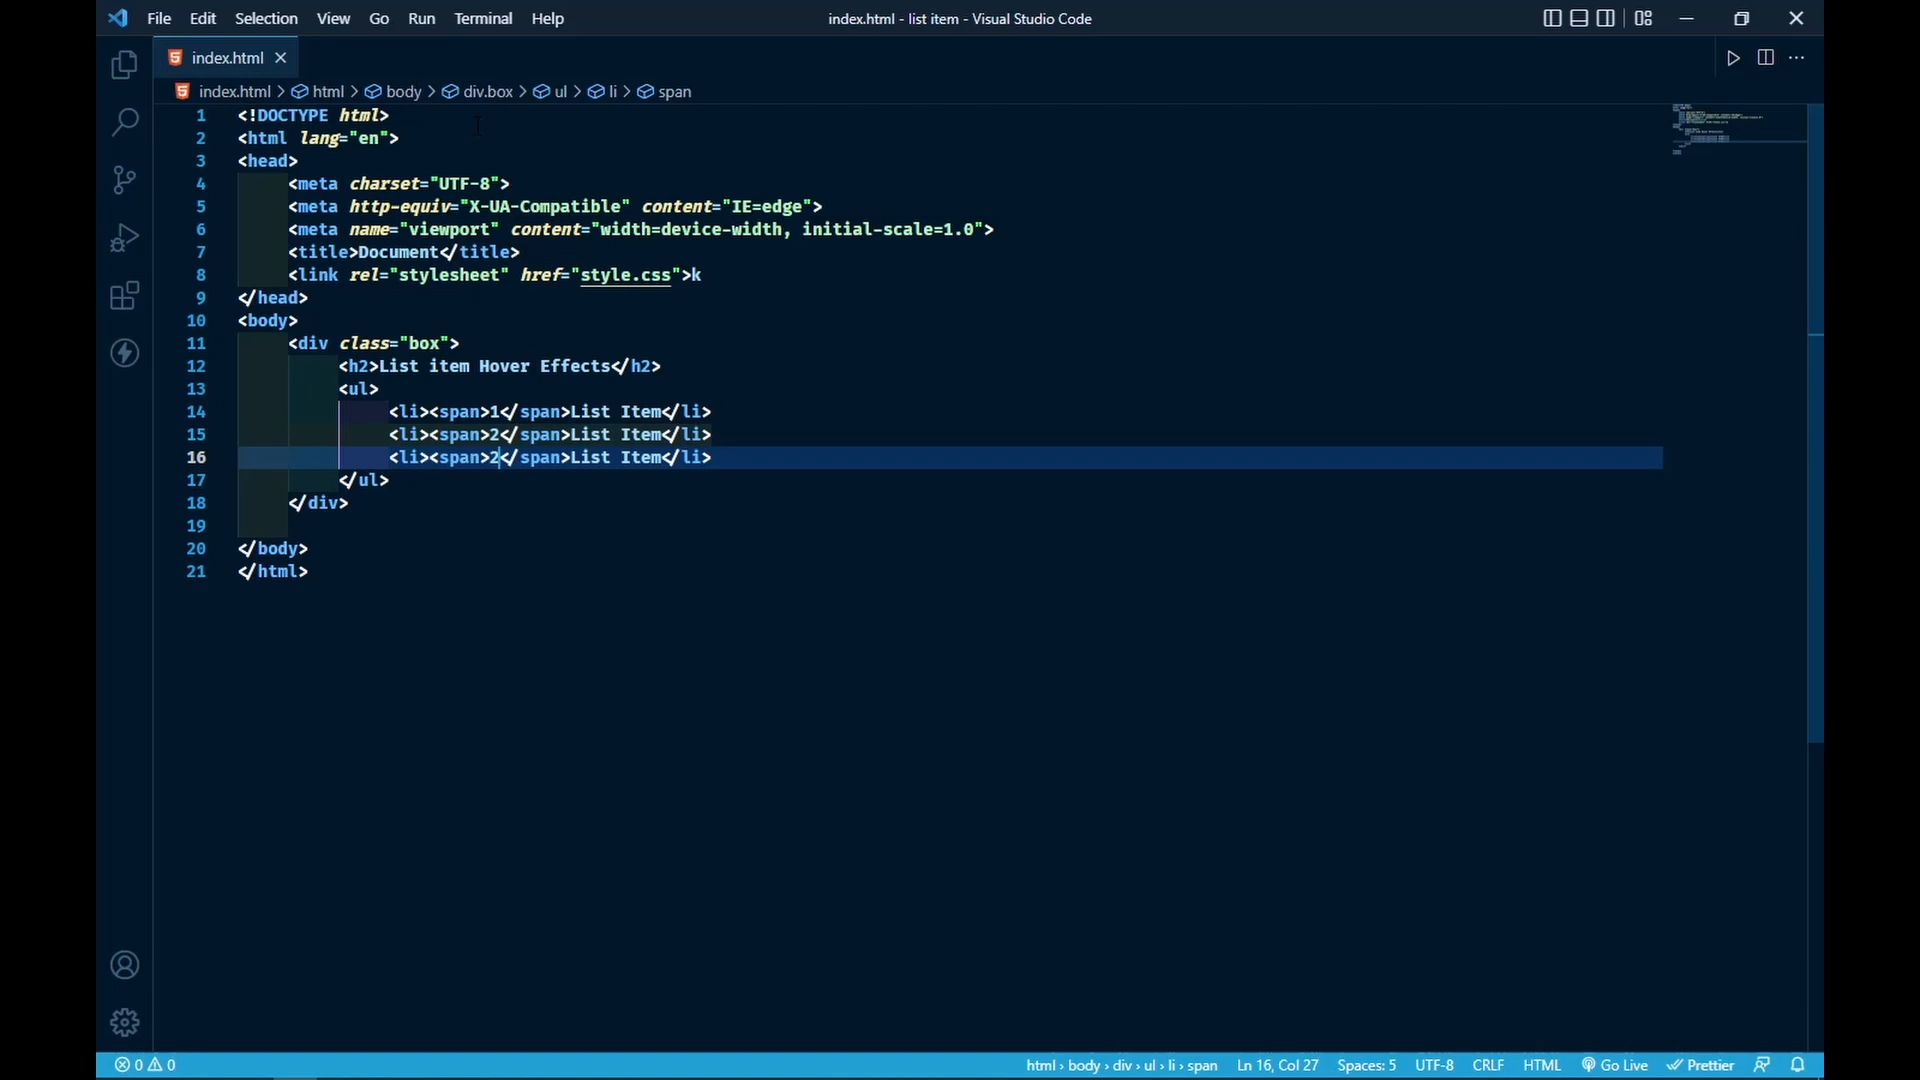 File Edit Selection View Go Run Terminal Help index.html - list item - Visual Studio Code
index.html
index.html > html > body > div.box > ul > li > span
1 <!DOCTYPE html>
2 <html lang="en">
3 <head>
4 <meta charset="UTF-8">
5 <meta http-equiv="X-UA-Compatible" content="IE=edge">
6 <meta name="viewport" content="width=device-width, initial-scale=1.0">
7 <title>Document</title>
8 <link rel="stylesheet" href="style.css">k
9 </head>
10 <body>
11 <div class="box">
12 <h2>List item Hover Effects</h2>
13 <ul>
14 <li><span>1</span>List Item</li>
15 <li><span>2</span>List Item</li>
16 <li><span>2</span>List Item</li>
17 </ul>
18 </div>
19
20 </body>
21 </html>
0 0 html › body › div › ul › li › span Ln 16, Col 27 Spaces: 5 UTF-8 CRLF HTML Go Live Prettier